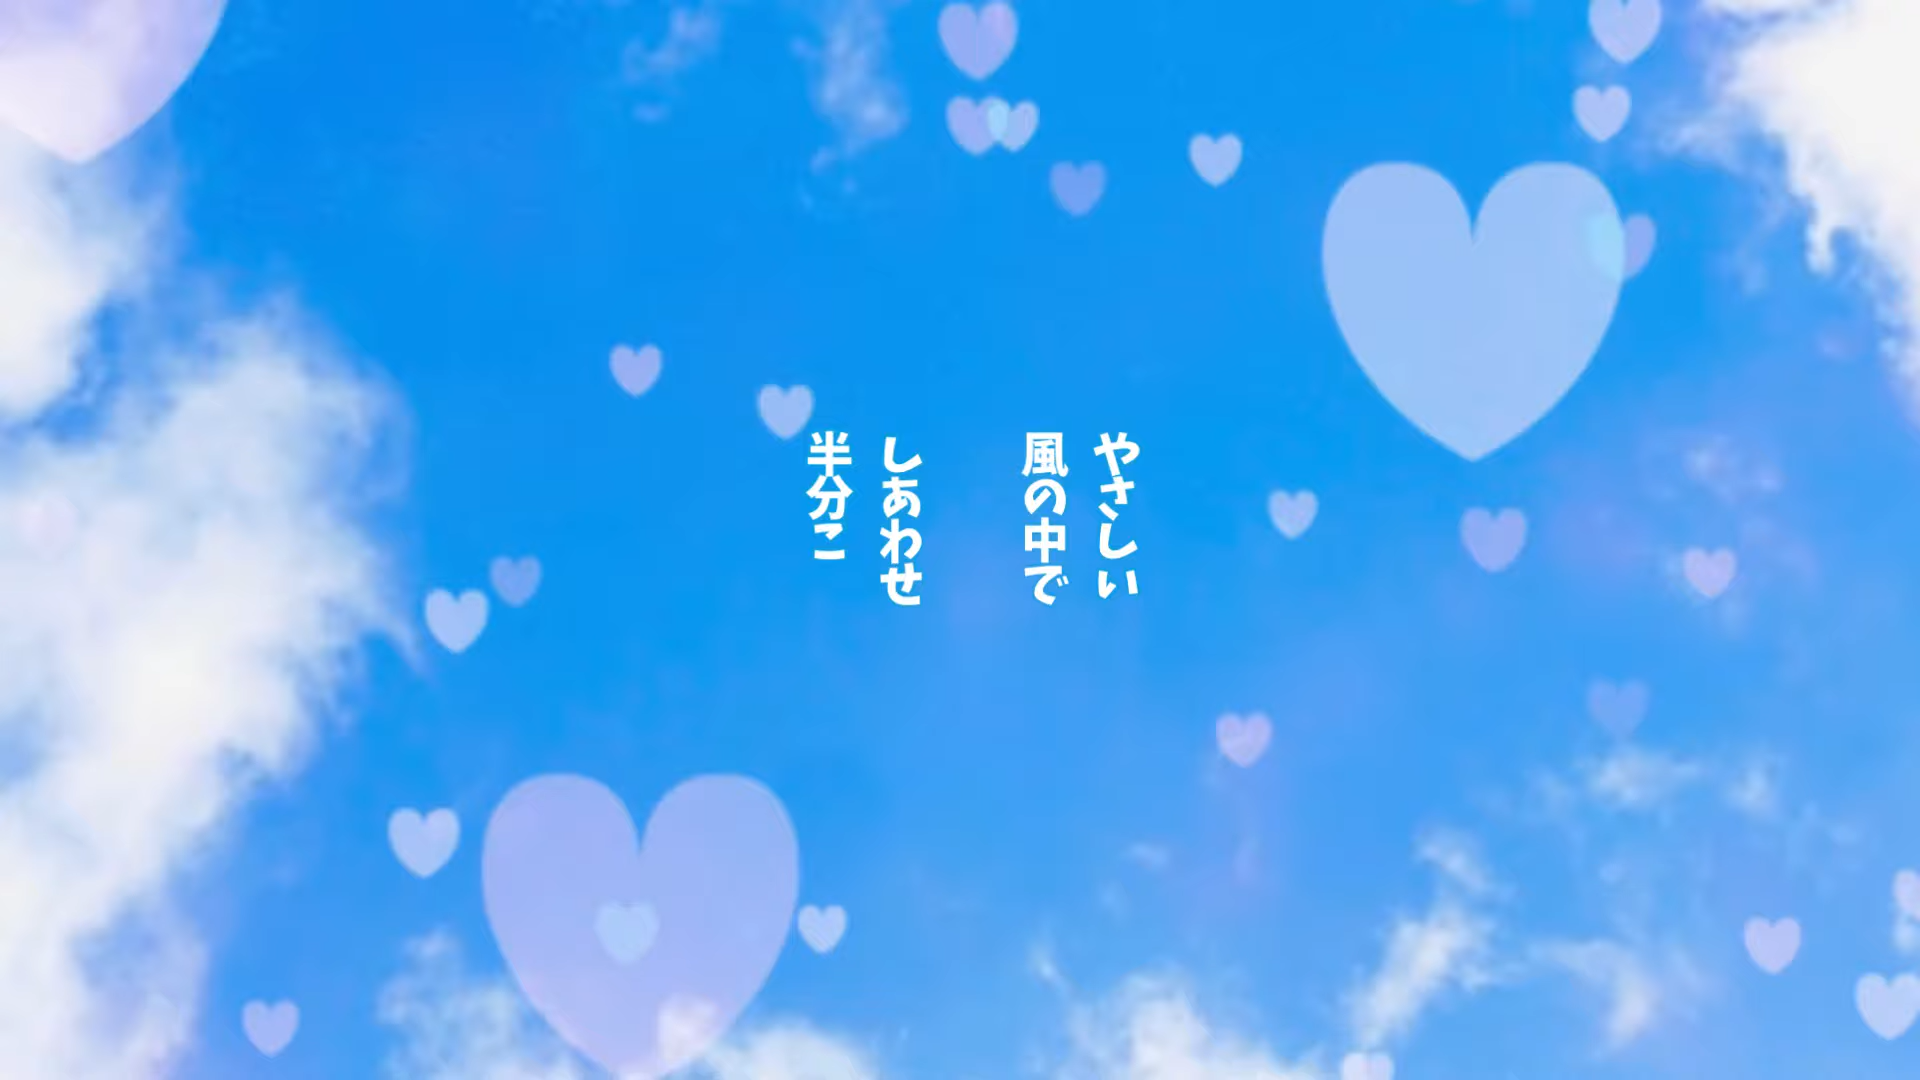 やさしい
風の中で
しあわせ
半分こ